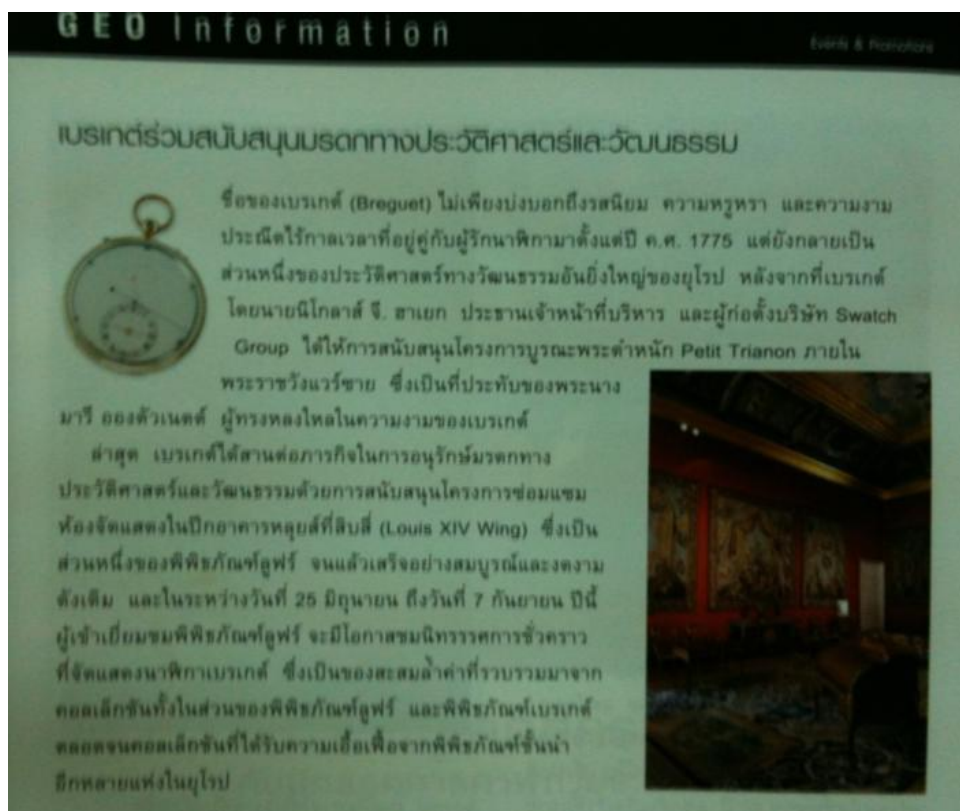 GEO Information
Events & Promotions
เบรเกต์ร่วมสนับสนุนมรดกทางประวัติศาสตร์และวัฒนธรรม
ชื่อของเบรเกต์ (Breguet) ไม่เพียงบ่งบอกถึงรสนิยม ความหรูหรา และความงาม
ประณีตไร้กาลเวลาที่อยู่คู่กับผู้รักนาฬิกามาตั้งแต่ปี ค.ศ. 1775 แต่ยังกลายเป็น
ส่วนหนึ่งของประวัติศาสตร์ทางวัฒนธรรมอันยิ่งใหญ่ของยุโรป หลังจากที่เบรเกต์
โดยนายนิโกลาส์ จี. ฮาเยก ประธานเจ้าหน้าที่บริหาร และผู้ก่อตั้งบริษัท Swatch
Group ได้ให้การสนับสนุนโครงการบูรณะพระตำหนัก Petit Trianon ภายใน
พระราชวังแวร์ซาย ซึ่งเป็นที่ประทับของพระนาง
มารี อองตัวเนตต์ ผู้ทรงหลงใหลในความงามของเบรเกต์
ล่าสุด เบรเกต์ได้สานต่อภารกิจในการอนุรักษ์มรดกทาง
ประวัติศาสตร์และวัฒนธรรมด้วยการสนับสนุนโครงการซ่อมแซม
ห้องจัดแสดงในปีกอาคารหลุยส์ที่สิบสี่ (Louis XIV Wing) ซึ่งเป็น
ส่วนหนึ่งของพิพิธภัณฑ์ลูฟร์ จนแล้วเสร็จอย่างสมบูรณ์และงดงาม
ดังเดิม และในระหว่างวันที่ 25 มิถุนายน ถึงวันที่ 7 กันยายน ปีนี้
ผู้เข้าเยี่ยมชมพิพิธภัณฑ์ลูฟร์ จะมีโอกาสชมนิทรรรศการชั่วคราว
ที่จัดแสดงนาฬิกาเบรเกต์ ซึ่งเป็นของสะสมล้ำค่าที่รวบรวมมาจาก
คอลเล็กชันทั้งในส่วนของพิพิธภัณฑ์ลูฟร์ และพิพิธภัณฑ์เบรเกต์
ตลอดจนคอลเล็กชันที่ได้รับความเอื้อเฟื้อจากพิพิธภัณฑ์ชั้นนำ
อีกหลายแห่งในยุโรป